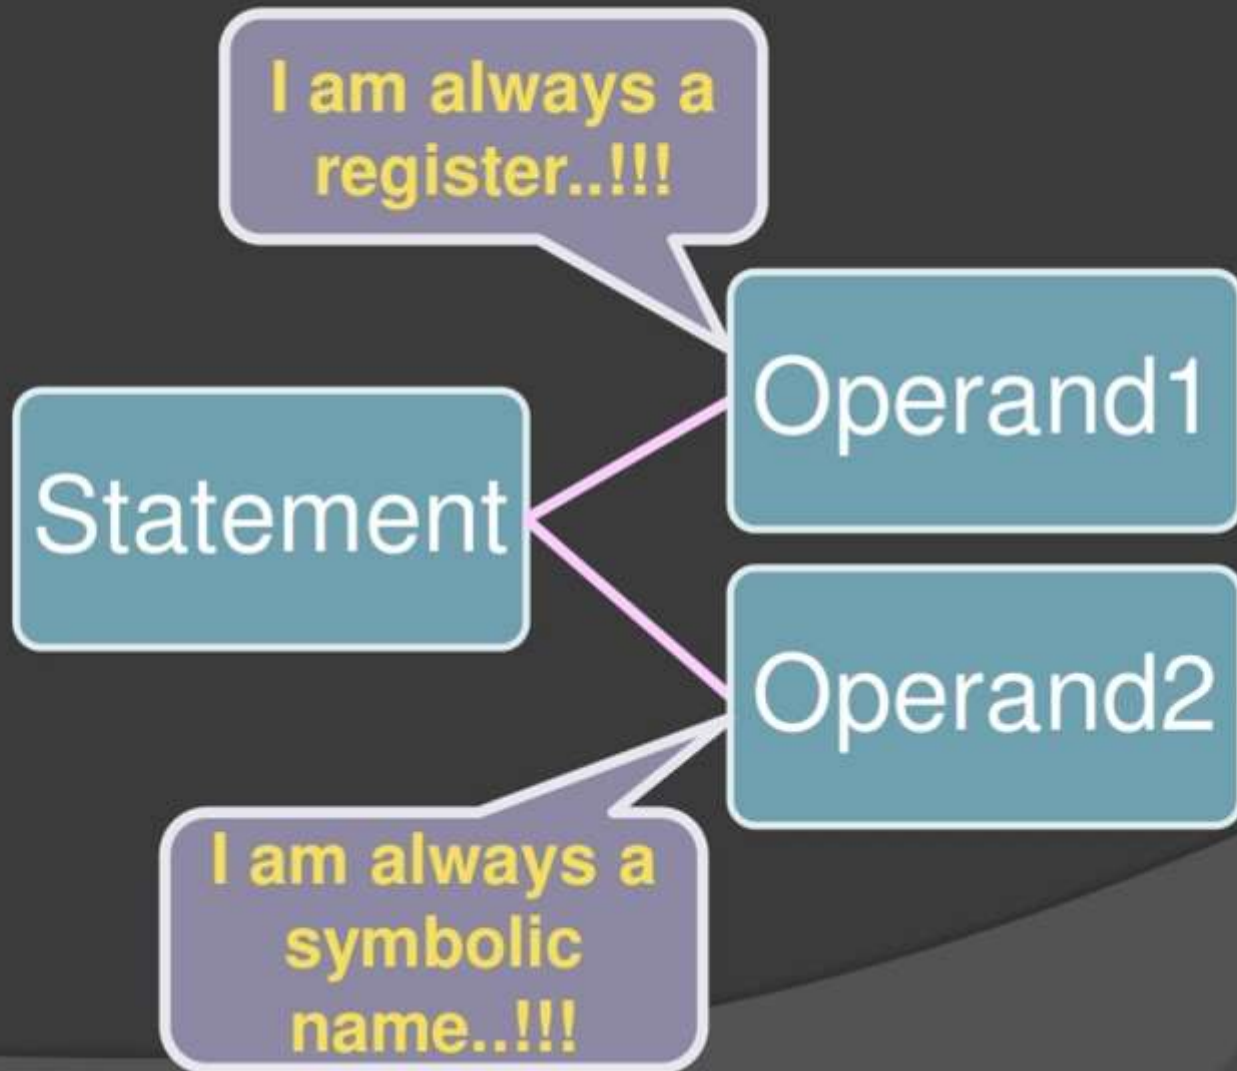 I am always a
register..!!!
Operand1
Statement
Operand2
I am always a
symbolic
name..!!!